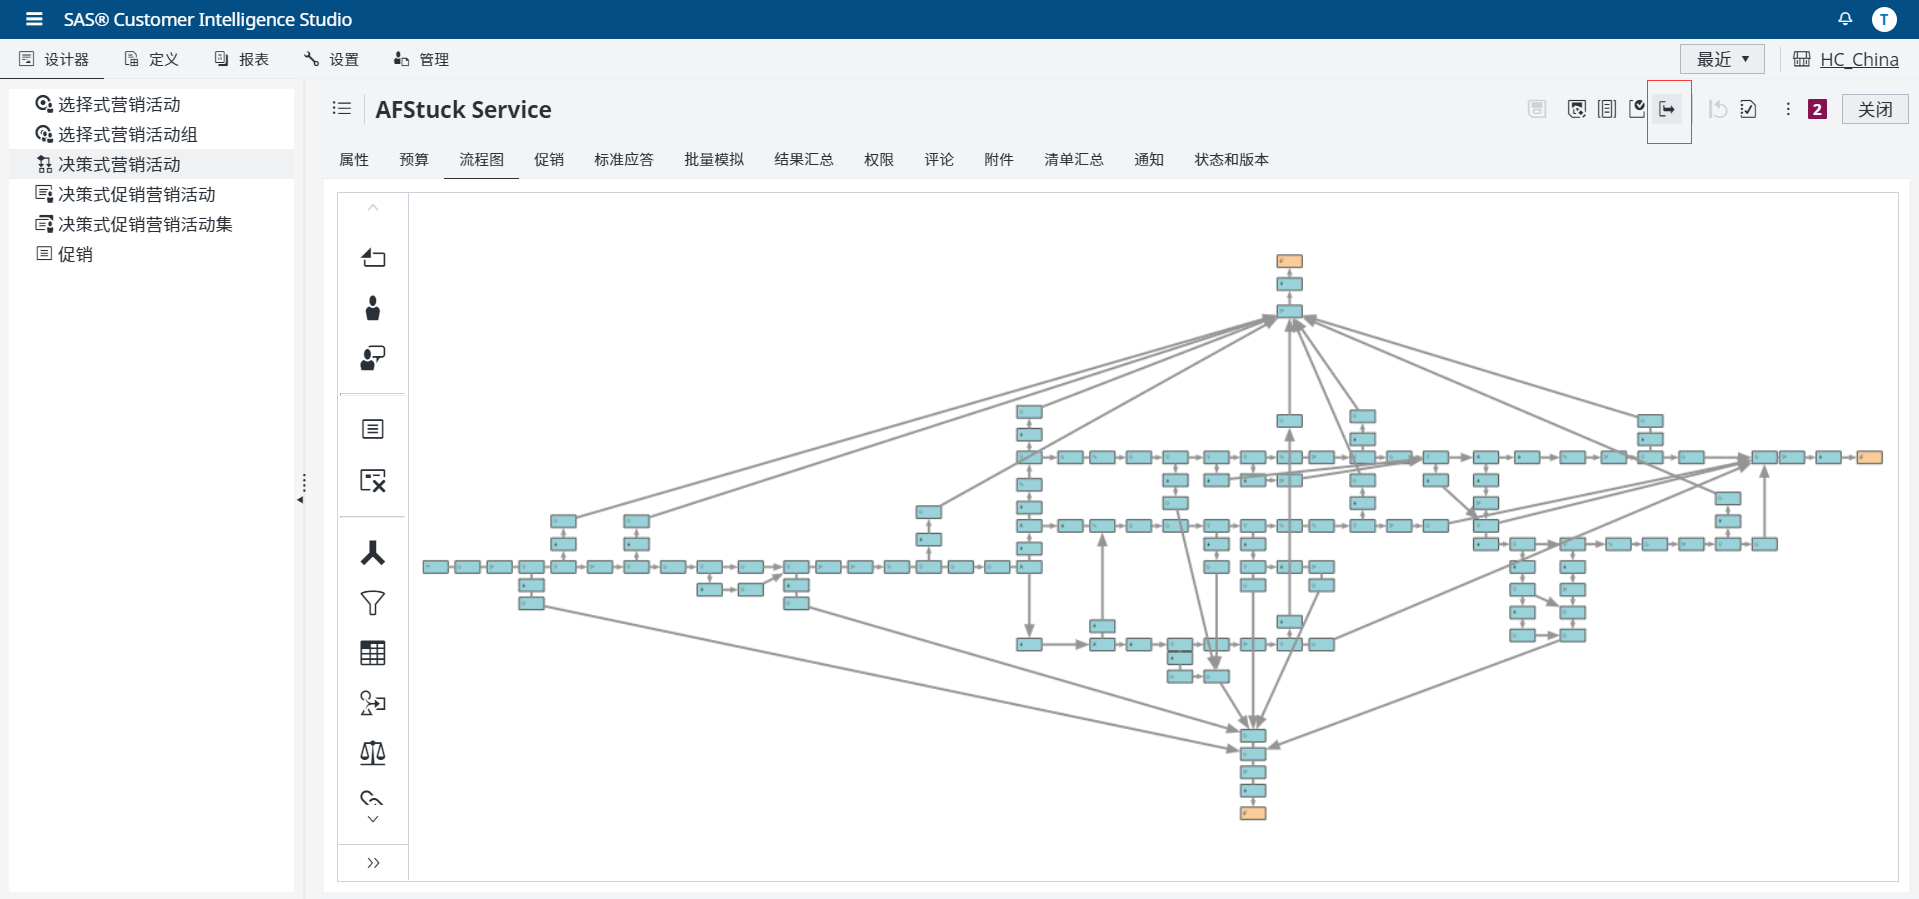 SAS® Customer Intelligence Studio
T
设计器 定义 报表 设置 管理 最近 HC_China
选择式营销活动
选择式营销活动组
决策式营销活动
决策式促销营销活动
决策式促销营销活动集
促销
AFStuck Service 2 关闭
属性 预算 流程图 促销 标准应答 批量模拟 结果汇总 权限 评论 附件 清单汇总 通知 状态和版本